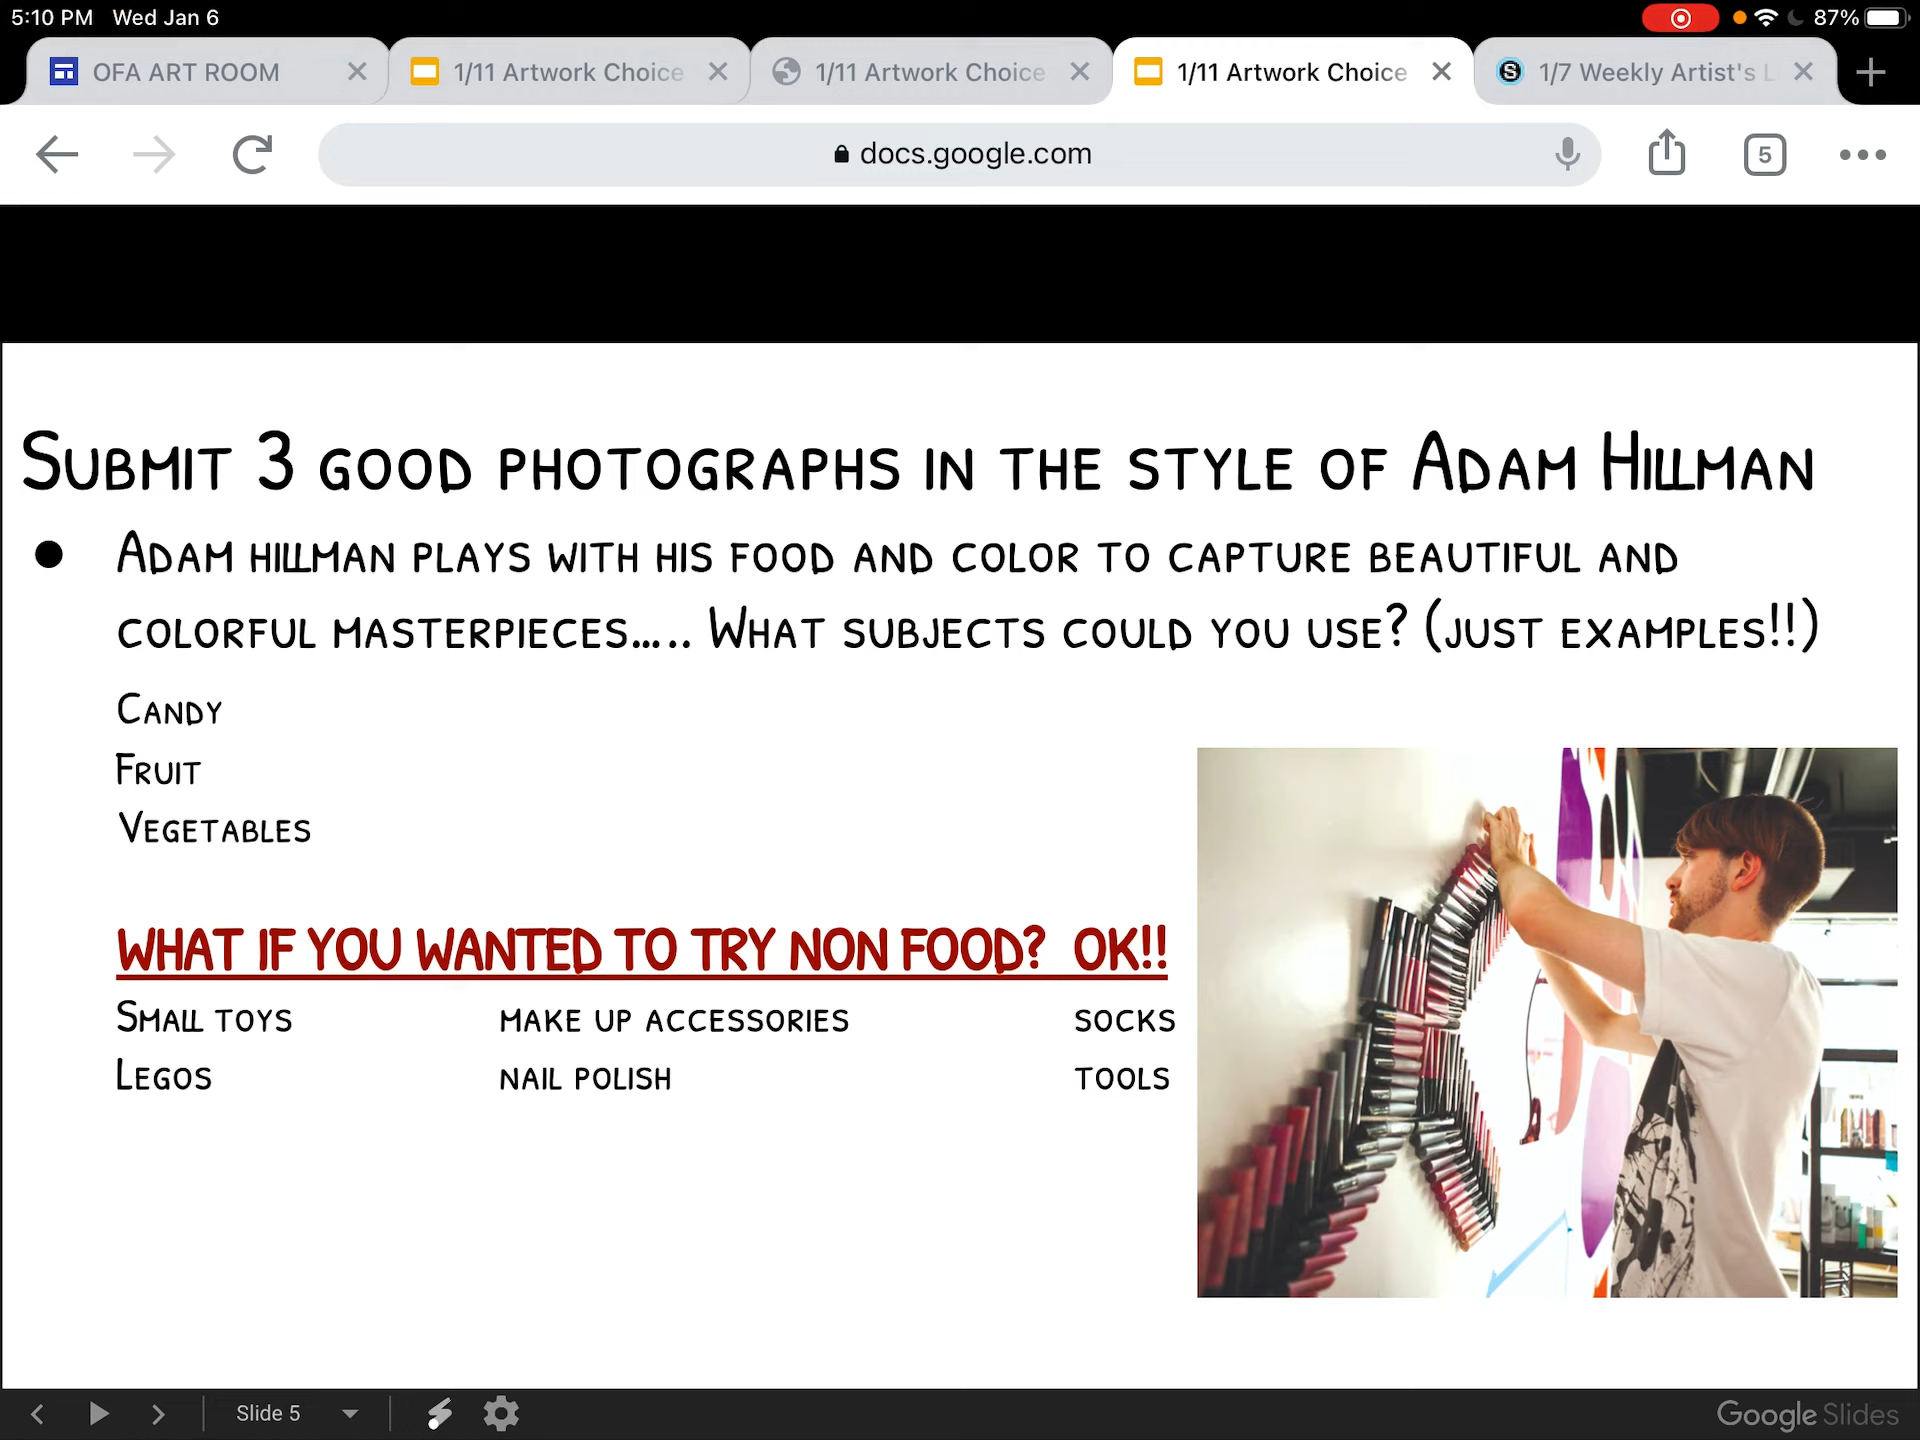 5:10 PM Wed Jan 6
87%
OFA ART ROOM
1/11 Artwork Choice
1/11 Artwork Choice
1/11 Artwork Choice
1/7 Weekly Artist's L
docs.google.com
5
Submit 3 good photographs in the style of Adam Hillman
● Adam hillman plays with his food and color to capture beautiful and
colorful masterpieces..... What subjects could you use? (just examples!!)
Candy
Fruit
Vegetables
WHAT IF YOU WANTED TO TRY NON FOOD? OK!!
Small toys make up accessories socks
Legos nail polish tools
Slide 5
Google Slides